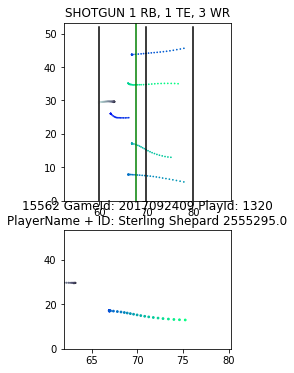 SHOTGUN 1 RB, 1 TE, 3 WR
50
40
30
20
10
0
60 70 80
15562 GameId: 2017092409 PlayId: 1320
PlayerName + ID: Sterling Shepard 2555295.0
40
20
0
65 70 75 80